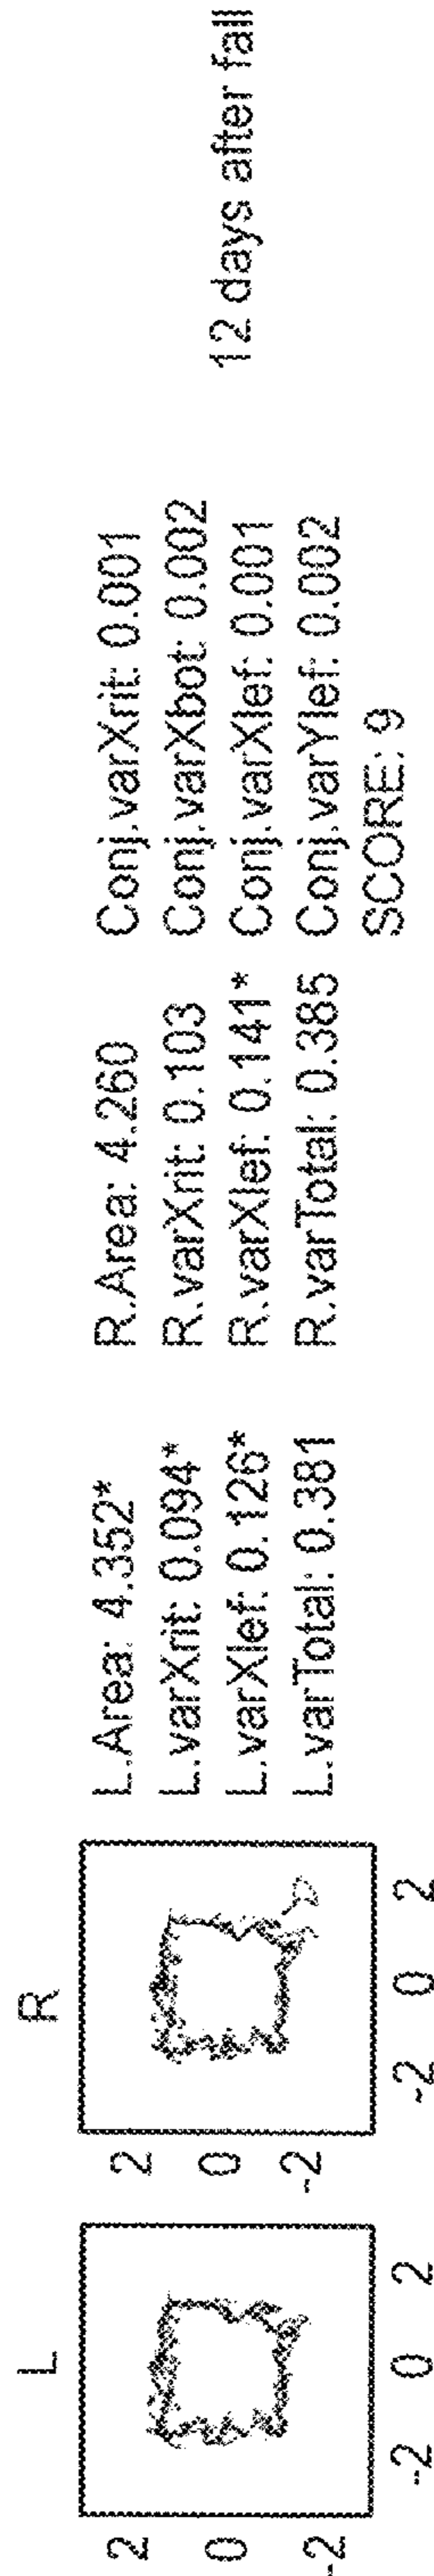 L
2
0
-2
-2 0 2
R
2
0
-2
-2 0 2
L.Area: 4.352*
L.varXrit: 0.094*
L.varXlef: 0.126*
L.varTotal: 0.381
R.Area: 4.260
R.varXrit: 0.103
R.varXlef: 0.141*
R.varTotal: 0.385
Conj.varXrit: 0.001
Conj.varXbot: 0.002
Conj.varXlef: 0.001
Conj.varYlef: 0.002
SCORE: 9
12 days after fall